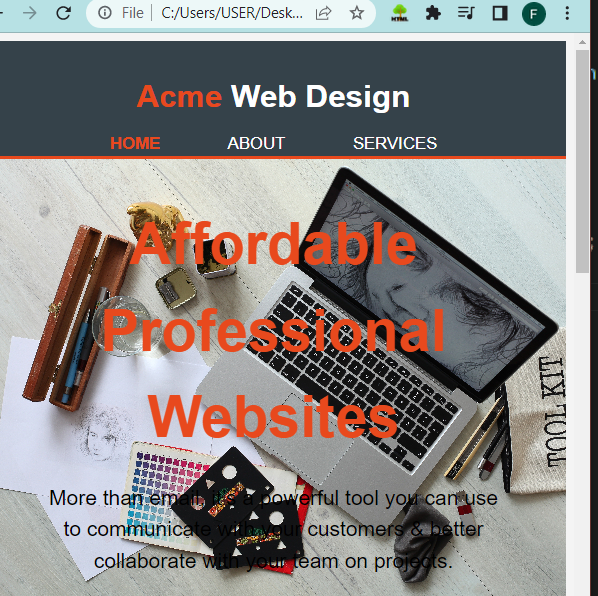 File C:/Users/USER/Desk...
HTML
F
Acme Web Design
HOME ABOUT SERVICES
Affordable
Professional
Websites
TOOL KIT
More than email, it's a powerful tool you can use
to communicate with your customers & better
collaborate with your team on projects.